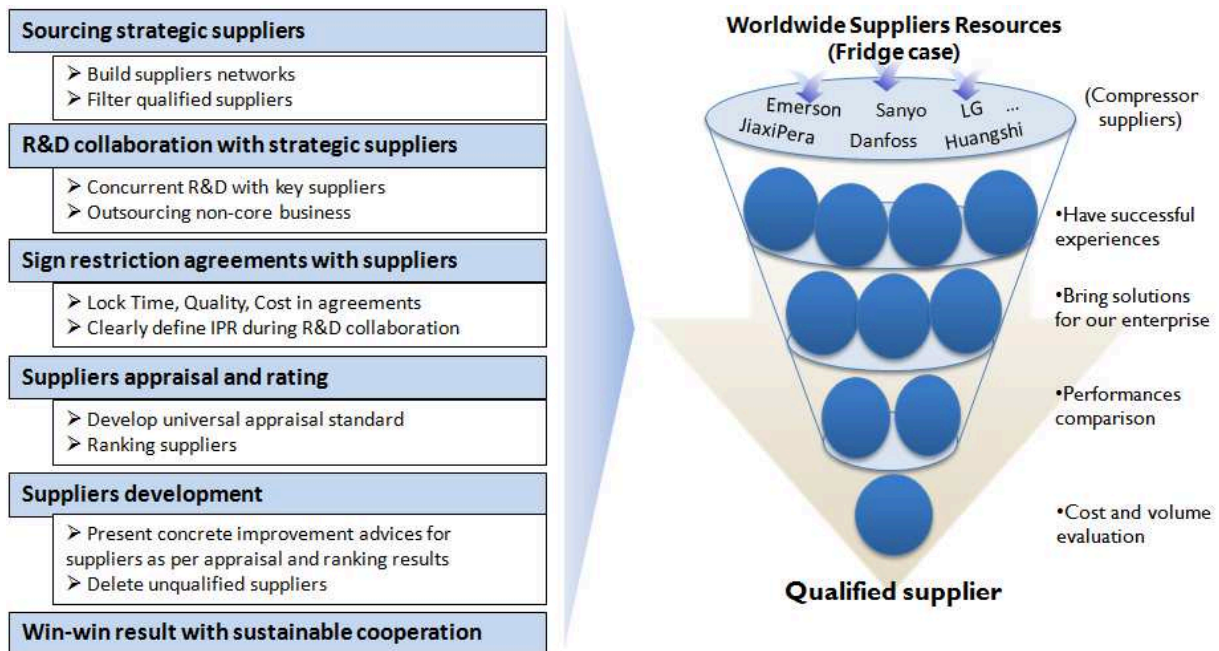 Sourcing strategic suppliers
➢ Build suppliers networks
➢ Filter qualified suppliers
R&D collaboration with strategic suppliers
➢ Concurrent R&D with key suppliers
➢ Outsourcing non-core business
Sign restriction agreements with suppliers
➢ Lock Time, Quality, Cost in agreements
➢ Clearly define IPR during R&D collaboration
Suppliers appraisal and rating
➢ Develop universal appraisal standard
➢ Ranking suppliers
Suppliers development
➢ Present concrete improvement advices for
suppliers as per appraisal and ranking results
➢ Delete unqualified suppliers
Win-win result with sustainable cooperation
Worldwide Suppliers Resources
(Fridge case)
Emerson Sanyo LG ...
JiaxiPera Danfoss Huangshi
(Compressor
suppliers)
•Have successful
experiences
•Bring solutions
for our enterprise
•Performances
comparison
•Cost and volume
evaluation
Qualified supplier